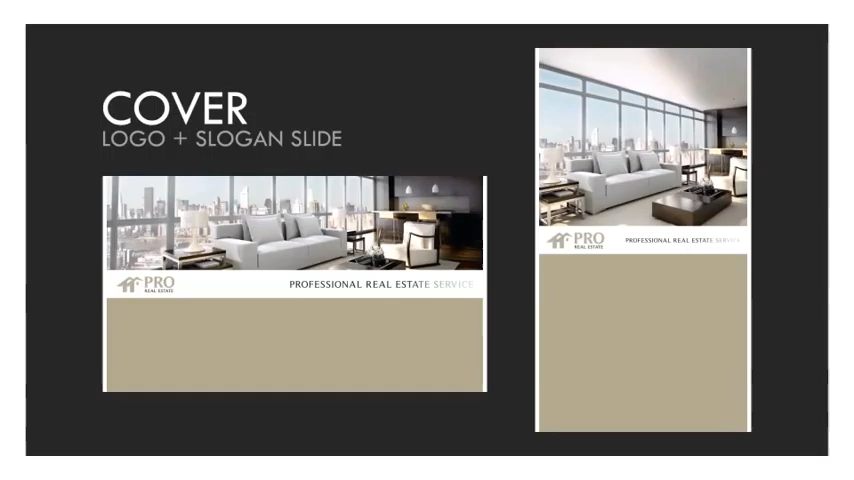 COVER
LOGO + SLOGAN SLIDE
PRO
REAL ESTATE
PROFESSIONAL REAL ESTATE SERVICE
PRO
REAL ESTATE
PROFESSIONAL REAL ESTATE SERVICE